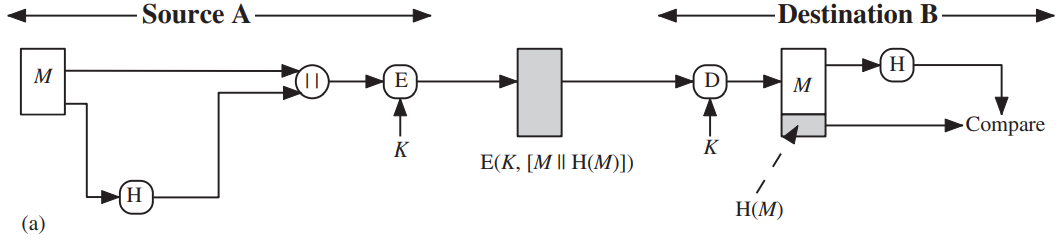 Source A
Destination B
M
||
E
D
M
H
Compare
K
K
E(K, [M || H(M)])
H
H(M)
(a)